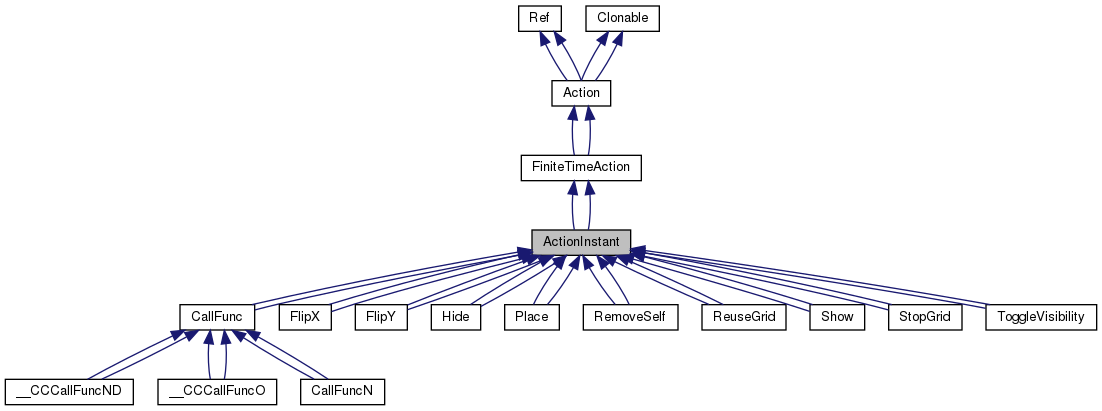 Ref
Clonable
Action
FiniteTimeAction
ActionInstant
CallFunc
FlipX
FlipY
Hide
Place
RemoveSelf
ReuseGrid
Show
StopGrid
ToggleVisibility
__CCCallFuncND
__CCCallFuncO
CallFuncN